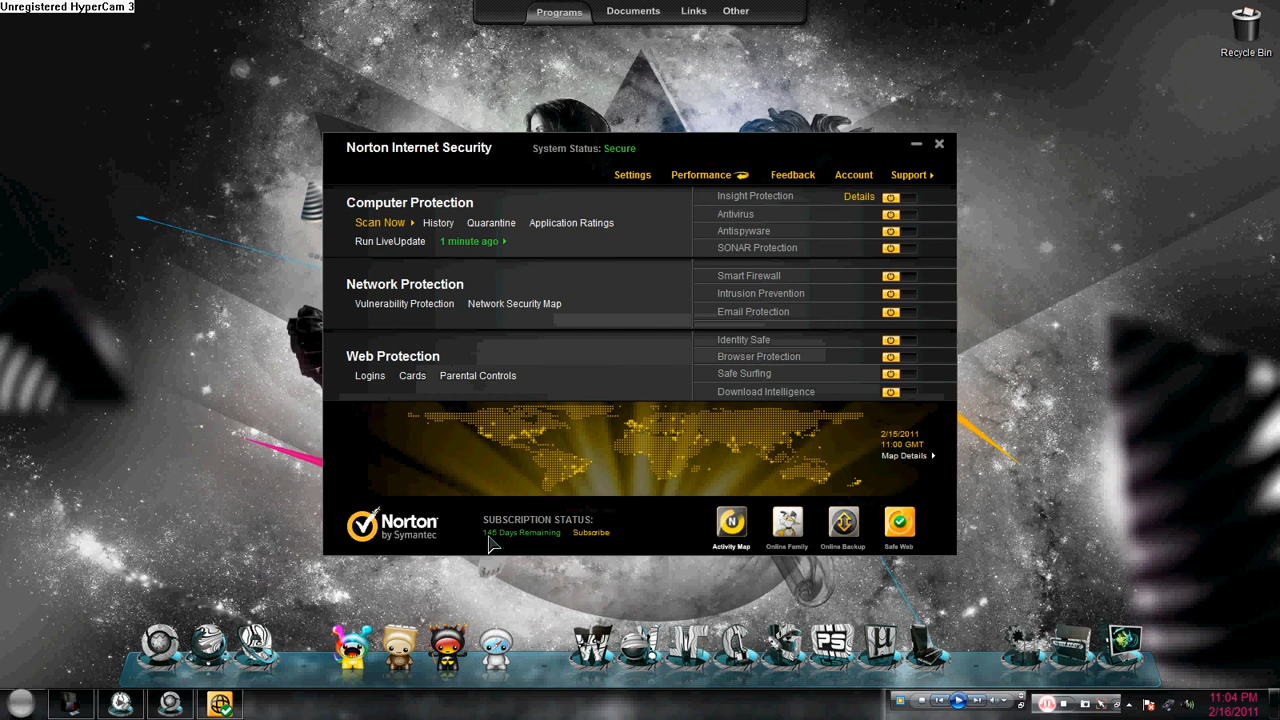 Unregistered HyperCam 3
Programs Documents Links Other
Recycle Bin
Norton Internet Security System Status: Secure
Settings Performance Feedback Account Support
Computer Protection
Scan Now History Quarantine Application Ratings
Run LiveUpdate 1 minute ago
Insight Protection Details
Antivirus
Antispyware
SONAR Protection
Network Protection
Vulnerability Protection Network Security Map
Smart Firewall
Intrusion Prevention
Email Protection
Web Protection
Logins Cards Parental Controls
Identity Safe
Browser Protection
Safe Surfing
Download Intelligence
2/15/2011
11:00 GMT
Map Details
Norton
by Symantec
SUBSCRIPTION STATUS:
145 Days Remaining Subscribe
N
Activity Map Online Family Online Backup Safe Web
W
PS
µ
11:04 PM
2/16/2011